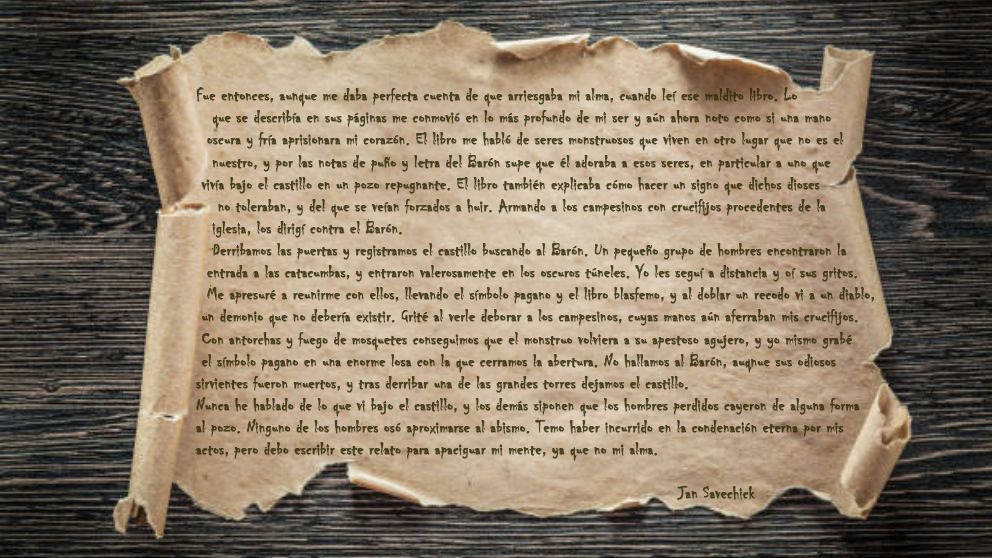 Fue entonces, aunque me daba perfecta cuenta de que arriesgaba mi alma, cuando leí ese maldito libro. Lo
que se describía en sus páginas me conmovió en lo más profundo de mi ser y aún ahora noto como si una mano
oscura y fría aprisionara mi corazón. El libro me habló de seres monstruosos que viven en otro lugar que no es el
nuestro, y por las notas de puño y letra del Barón supe que él adoraba a esos seres, en particular a uno que
vivía bajo el castillo en un pozo repugnante. El libro también explicaba cómo hacer un signo que dichos dioses
no toleraban, y del que se veían forzados a huir. Armando a los campesinos con crucifijos procedentes de la
iglesia, los dirigí contra el Barón.
Derribamos las puertas y registramos el castillo buscando al Barón. Un pequeño grupo de hombres encontraron la
entrada a las catacumbas, y entraron valerosamente en los oscuros túneles. Yo les seguí a distancia y oí sus gritos.
Me apresuré a reunirme con ellos, llevando el símbolo pagano y el libro blasfemo, y al doblar un recodo vi a un diablo,
un demonio que no debería existir. Grité al verle deborar a los campesinos, cuyas manos aún aferraban mis crucifijos.
Con antorchas y fuego de mosquetes conseguimos que el monstruo volviera a su apestoso agujero, y yo mismo grabé
el símbolo pagano en una enorme losa con la que cerramos la abertura. No hallamos al Barón, auqnue sus odiosos
sirvientes fueron muertos, y tras derribar una de las grandes torres dejamos el castillo.
Nunca he hablado de lo que vi bajo el castillo, y los demás siponen que los hombres perdidos cayeron de alguna forma
al pozo. Ninguno de los hombres osó aproximarse al abismo. Temo haber incurrido en la condenación eterna por mis
actos, pero debo escribir este relato para apaciguar mi mente, ya que no mi alma.
Jan Savechick